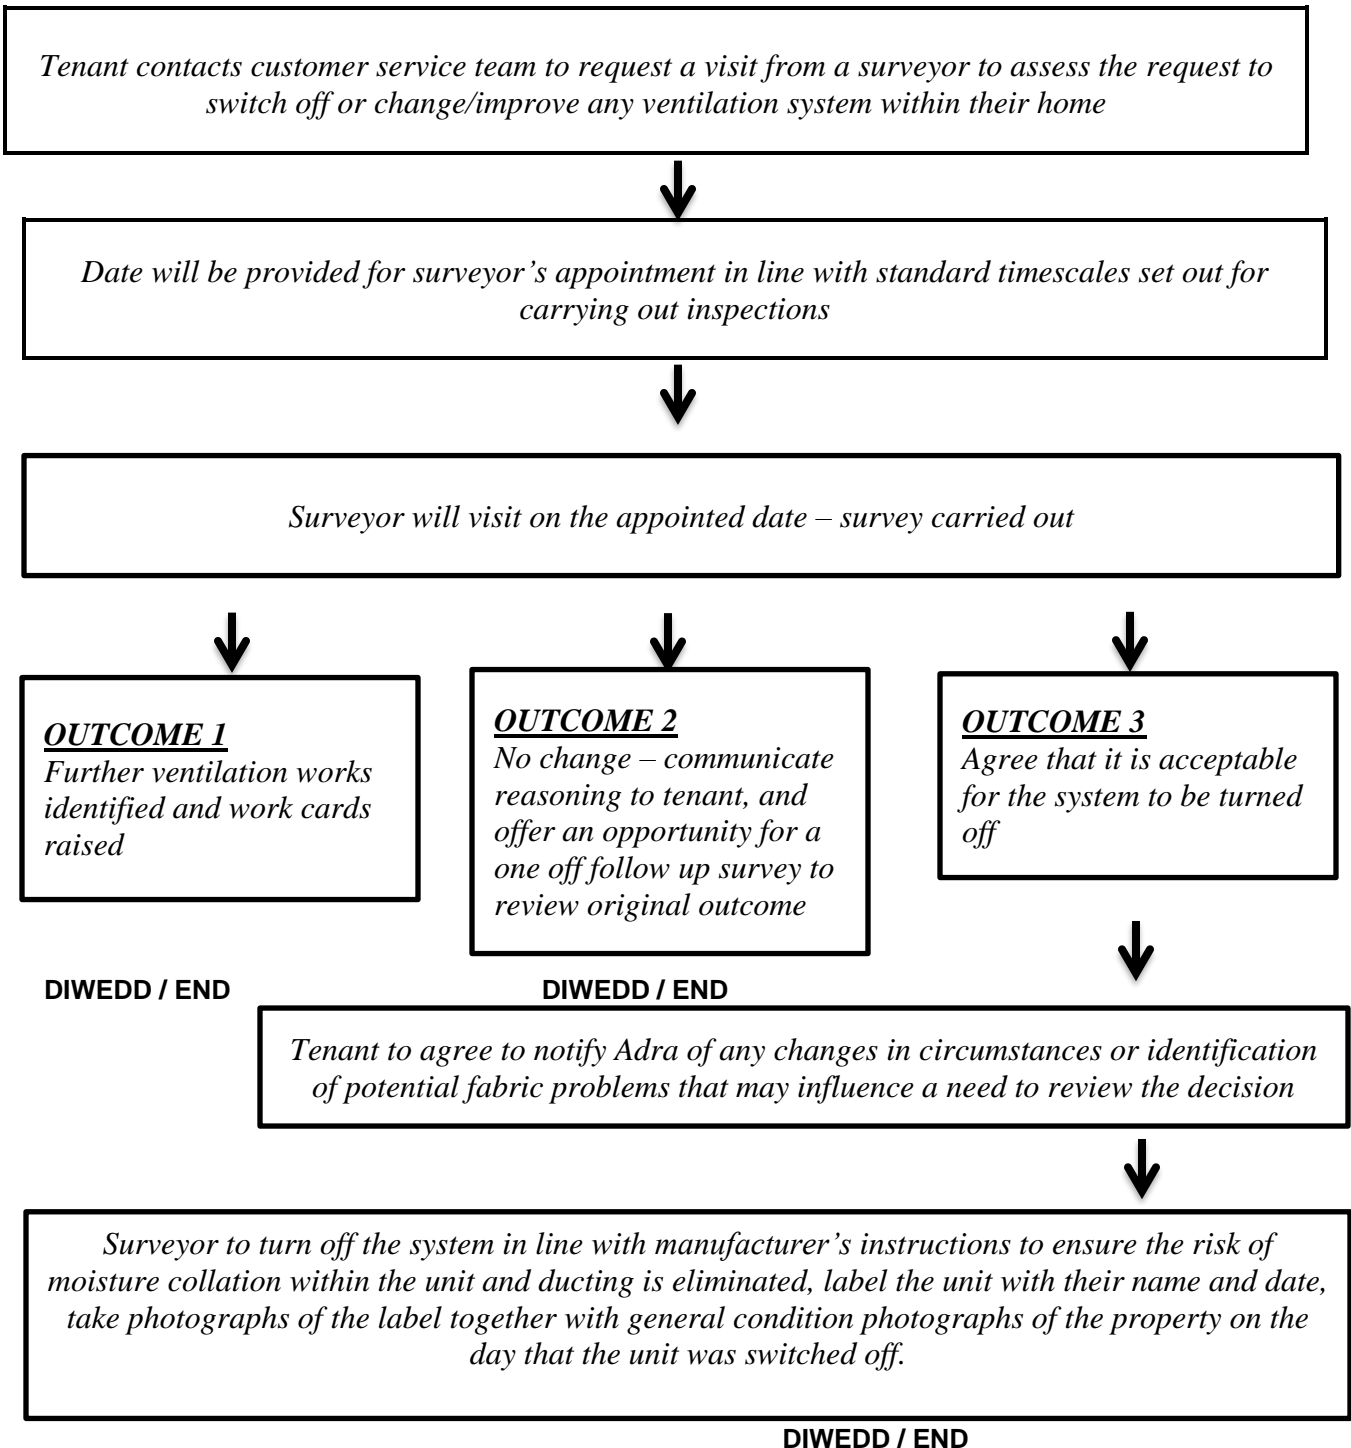 Tenant contacts customer service team to request a visit from a surveyor to assess the request to
switch off or change/improve any ventilation system within their home
Date will be provided for surveyor’s appointment in line with standard timescales set out for
carrying out inspections
Surveyor will visit on the appointed date – survey carried out
OUTCOME 1
Further ventilation works
identified and work cards
raised
OUTCOME 2
No change – communicate
reasoning to tenant, and
offer an opportunity for a
one off follow up survey to
review original outcome
OUTCOME 3
Agree that it is acceptable
for the system to be turned
off
DIWEDD / END
DIWEDD / END
Tenant to agree to notify Adra of any changes in circumstances or identification
of potential fabric problems that may influence a need to review the decision
Surveyor to turn off the system in line with manufacturer’s instructions to ensure the risk of
moisture collation within the unit and ducting is eliminated, label the unit with their name and date,
take photographs of the label together with general condition photographs of the property on the
day that the unit was switched off.
DIWEDD / END